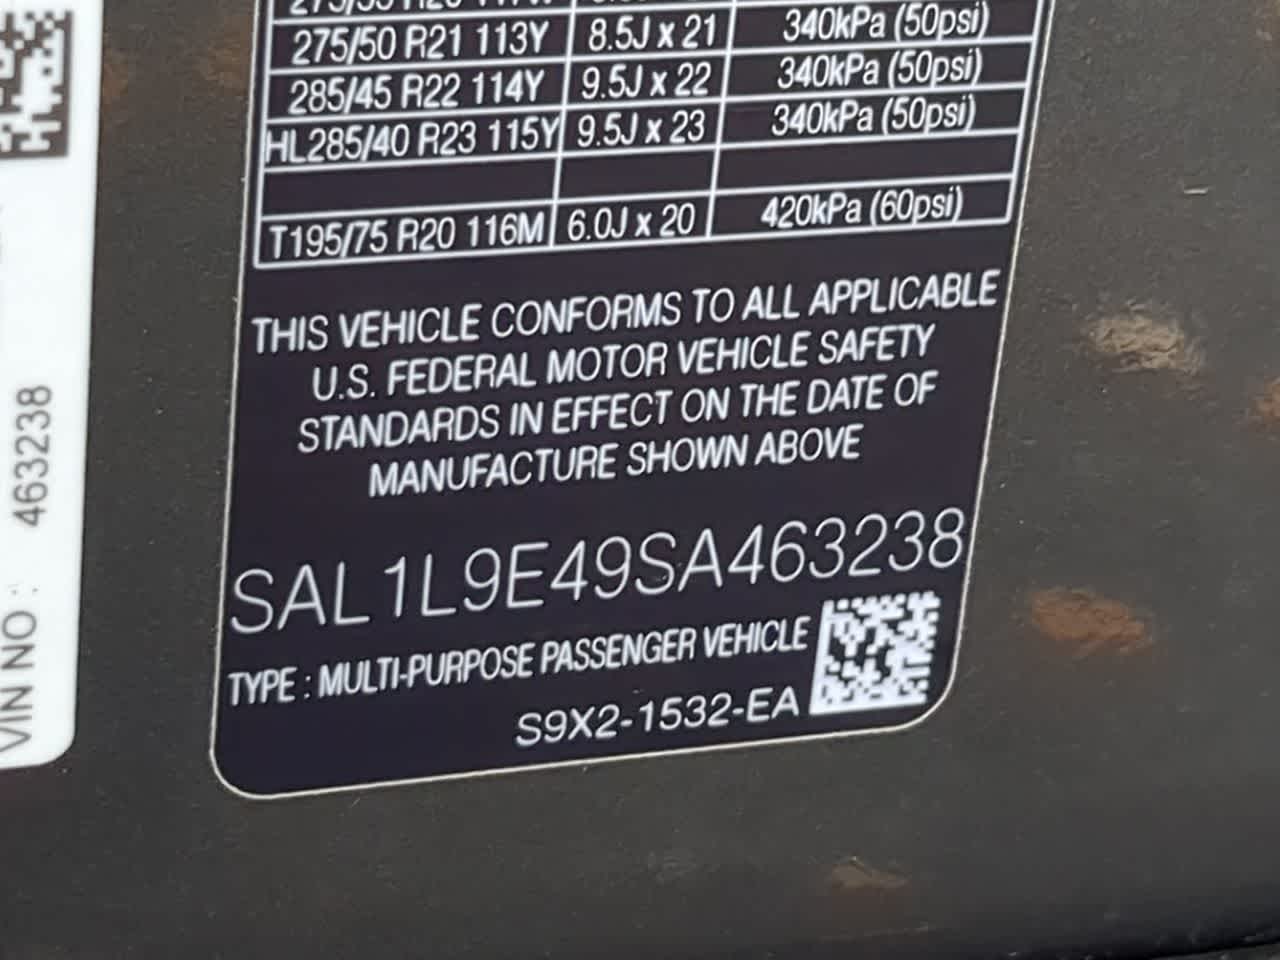 275/50 R21 113Y 8.5J x 21 340kPa (50psi)
285/45 R22 114Y 9.5J x 22 340kPa (50psi)
HL285/40 R23 115Y 9.5J x 23 340kPa (50psi)
T195/75 R20 116M 6.0J x 20 420kPa (60psi)
THIS VEHICLE CONFORMS TO ALL APPLICABLE
U.S. FEDERAL MOTOR VEHICLE SAFETY
STANDARDS IN EFFECT ON THE DATE OF
MANUFACTURE SHOWN ABOVE
SAL1L9E49SA463238
TYPE : MULTI-PURPOSE PASSENGER VEHICLE
S9X2-1532-EA
VIN NO : 463238